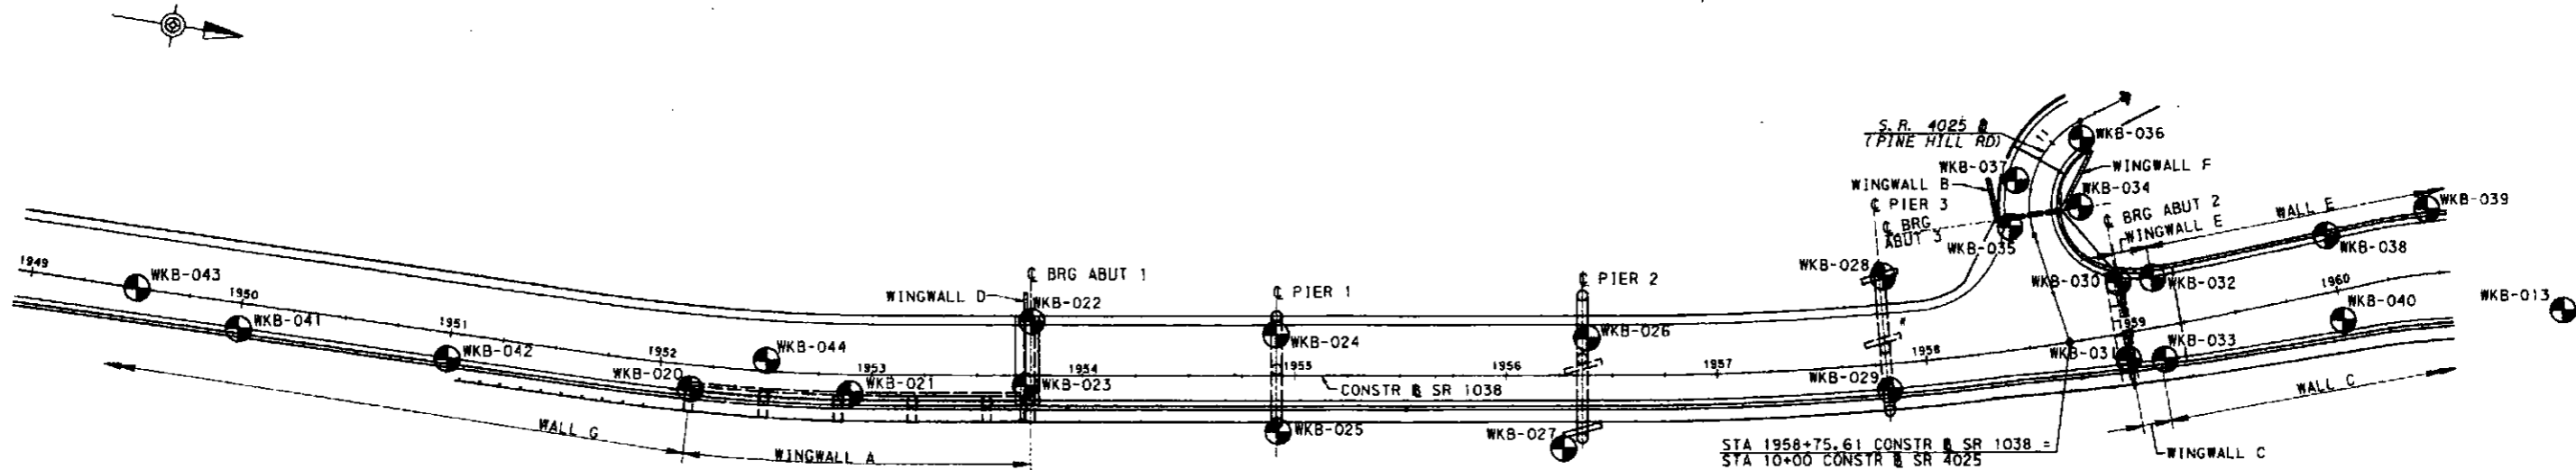 WKB-036
S.R. 4025 ℄
(PINE HILL RD)
WKB-037
WINGWALL F
WINGWALL B
WKB-034
℄ PIER 3
℄ BRG
ABUT 3
WKB-035
℄ BRG ABUT 2
WINGWALL E
WALL E
WKB-039
WKB-038
1949
WKB-043
1950
WKB-041
1951
WKB-042
1952
WKB-044
WKB-020
1953
WKB-021
WINGWALL D
℄ BRG ABUT 1
WKB-022
WKB-023
1954
℄ PIER 1
WKB-024
1955
CONSTR ℄ SR 1038
WKB-025
1956
℄ PIER 2
WKB-026
WKB-027
1957
WKB-028
1958
WKB-029
WKB-030
WKB-032
1959
WKB-031
WKB-033
1960
WKB-040
WKB-013
WALL G
WINGWALL A
STA 1958+75.61 CONSTR ℄ SR 1038 =
STA 10+00 CONSTR ℄ SR 4025
WALL C
WINGWALL C